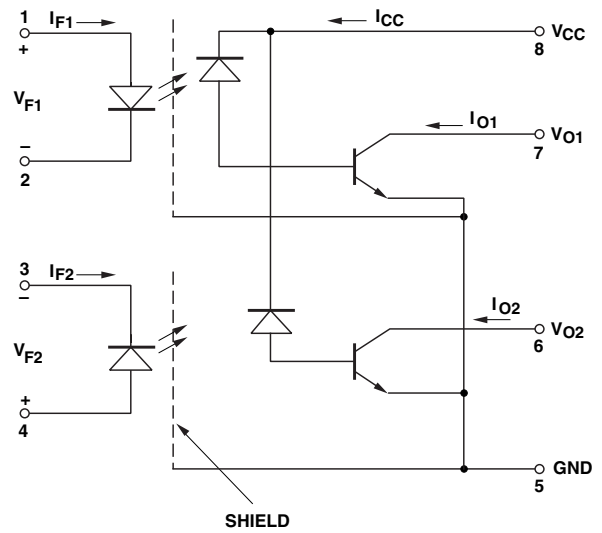 1
I_F1
+
V_F1
–
2
I_CC
V_CC
8
I_O1
V_O1
7
3
I_F2
–
V_F2
+
4
I_O2
V_O2
6
GND
5
SHIELD